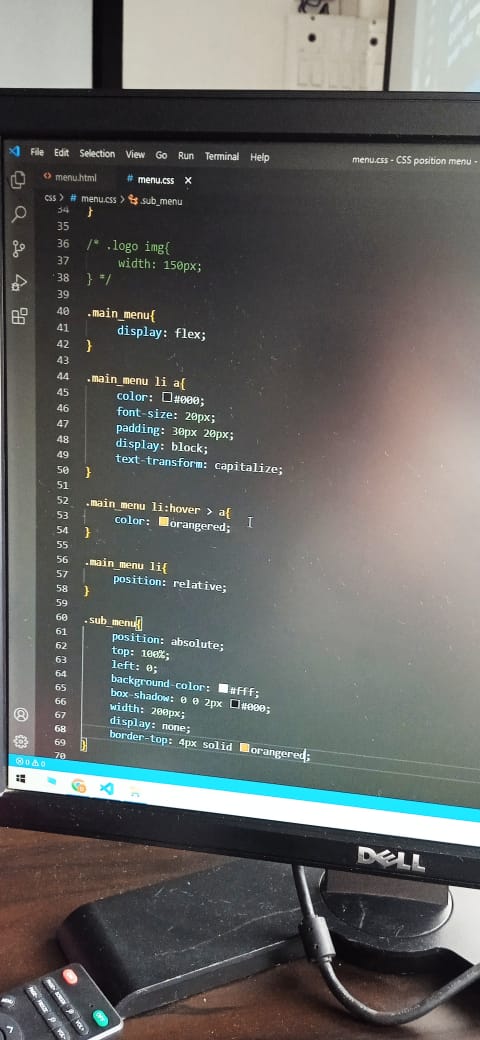 File Edit Selection View Go Run Terminal Help menu.css - CSS position menu -
menu.html # menu.css ×
css > # menu.css > .sub_menu
34 }
35
36 /* .logo img{
37 width: 150px;
38 } */
39
40 .main_menu{
41 display: flex;
42 }
43
44 .main_menu li a{
45 color: #000;
46 font-size: 20px;
47 padding: 30px 20px;
48 display: block;
49 text-transform: capitalize;
50 }
51
52 .main_menu li:hover > a{
53 color: orangered;
54 }
55
56 .main_menu li{
57 position: relative;
58 }
59
60 .sub_menu{
61 position: absolute;
62 top: 100%;
63 left: 0;
64 background-color: #fff;
65 box-shadow: 0 0 2px #000;
66 width: 200px;
67 display: none;
68 border-top: 4px solid orangered;
69 }
70
0 0
DELL